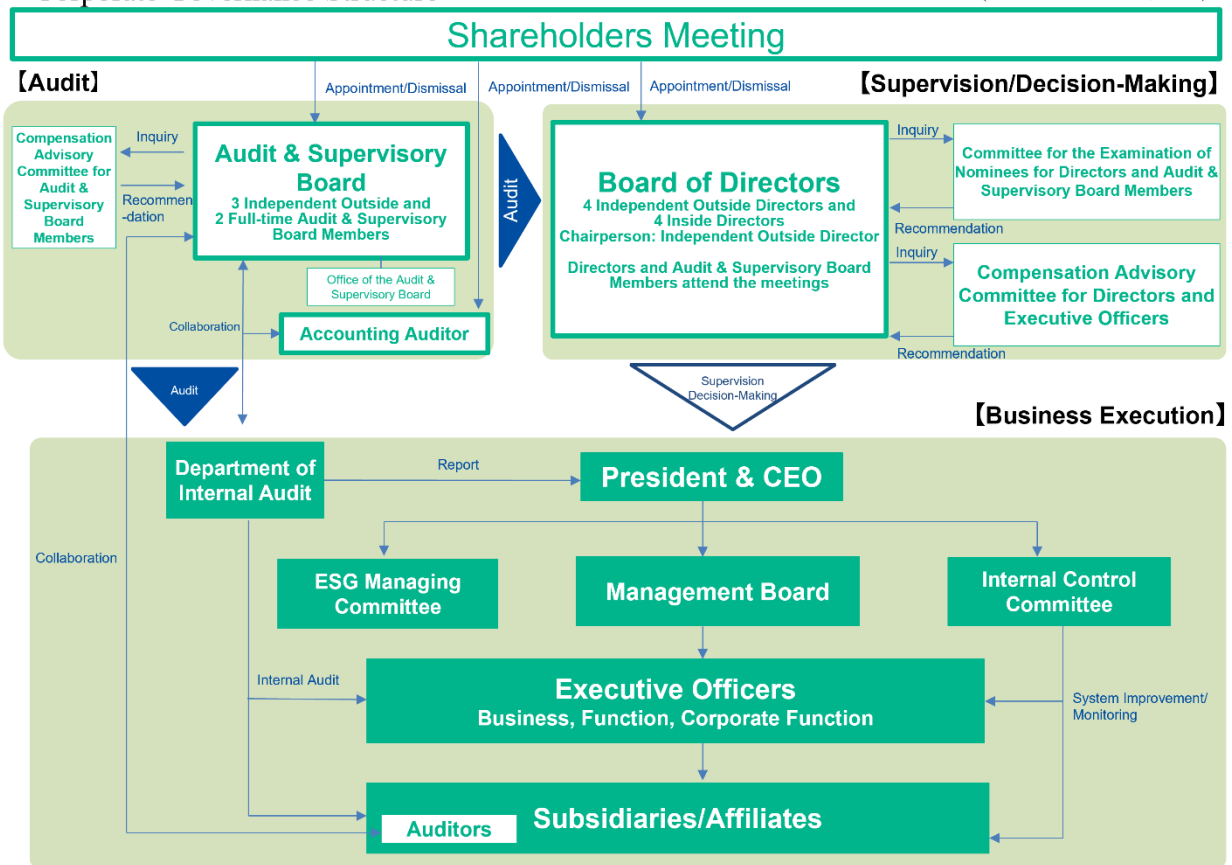 Corporate Governance Structure
Shareholders Meeting
【Audit】
Appointment/Dismissal
Appointment/Dismissal
Appointment/Dismissal
【Supervision/Decision-Making】
Compensation
Advisory
Committee for
Audit &
Supervisory
Board
Members
Inquiry
Recommen
-dation
Audit & Supervisory
Board
3 Independent Outside and
2 Full-time Audit & Supervisory
Board Members
Office of the Audit &
Supervisory Board
Collaboration
Accounting Auditor
Audit
Audit
Board of Directors
4 Independent Outside Directors and
4 Inside Directors
Chairperson: Independent Outside Director
Directors and Audit & Supervisory Board
Members attend the meetings
Inquiry
Committee for the Examination of
Nominees for Directors and Audit &
Supervisory Board Members
Recommendation
Inquiry
Compensation Advisory
Committee for Directors and
Executive Officers
Recommendation
Supervision
Decision-Making
【Business Execution】
Department of
Internal Audit
Report
President & CEO
Collaboration
ESG Managing
Committee
Management Board
Internal Control
Committee
Internal Audit
Executive Officers
Business, Function, Corporate Function
System Improvement/
Monitoring
Subsidiaries/Affiliates
Auditors